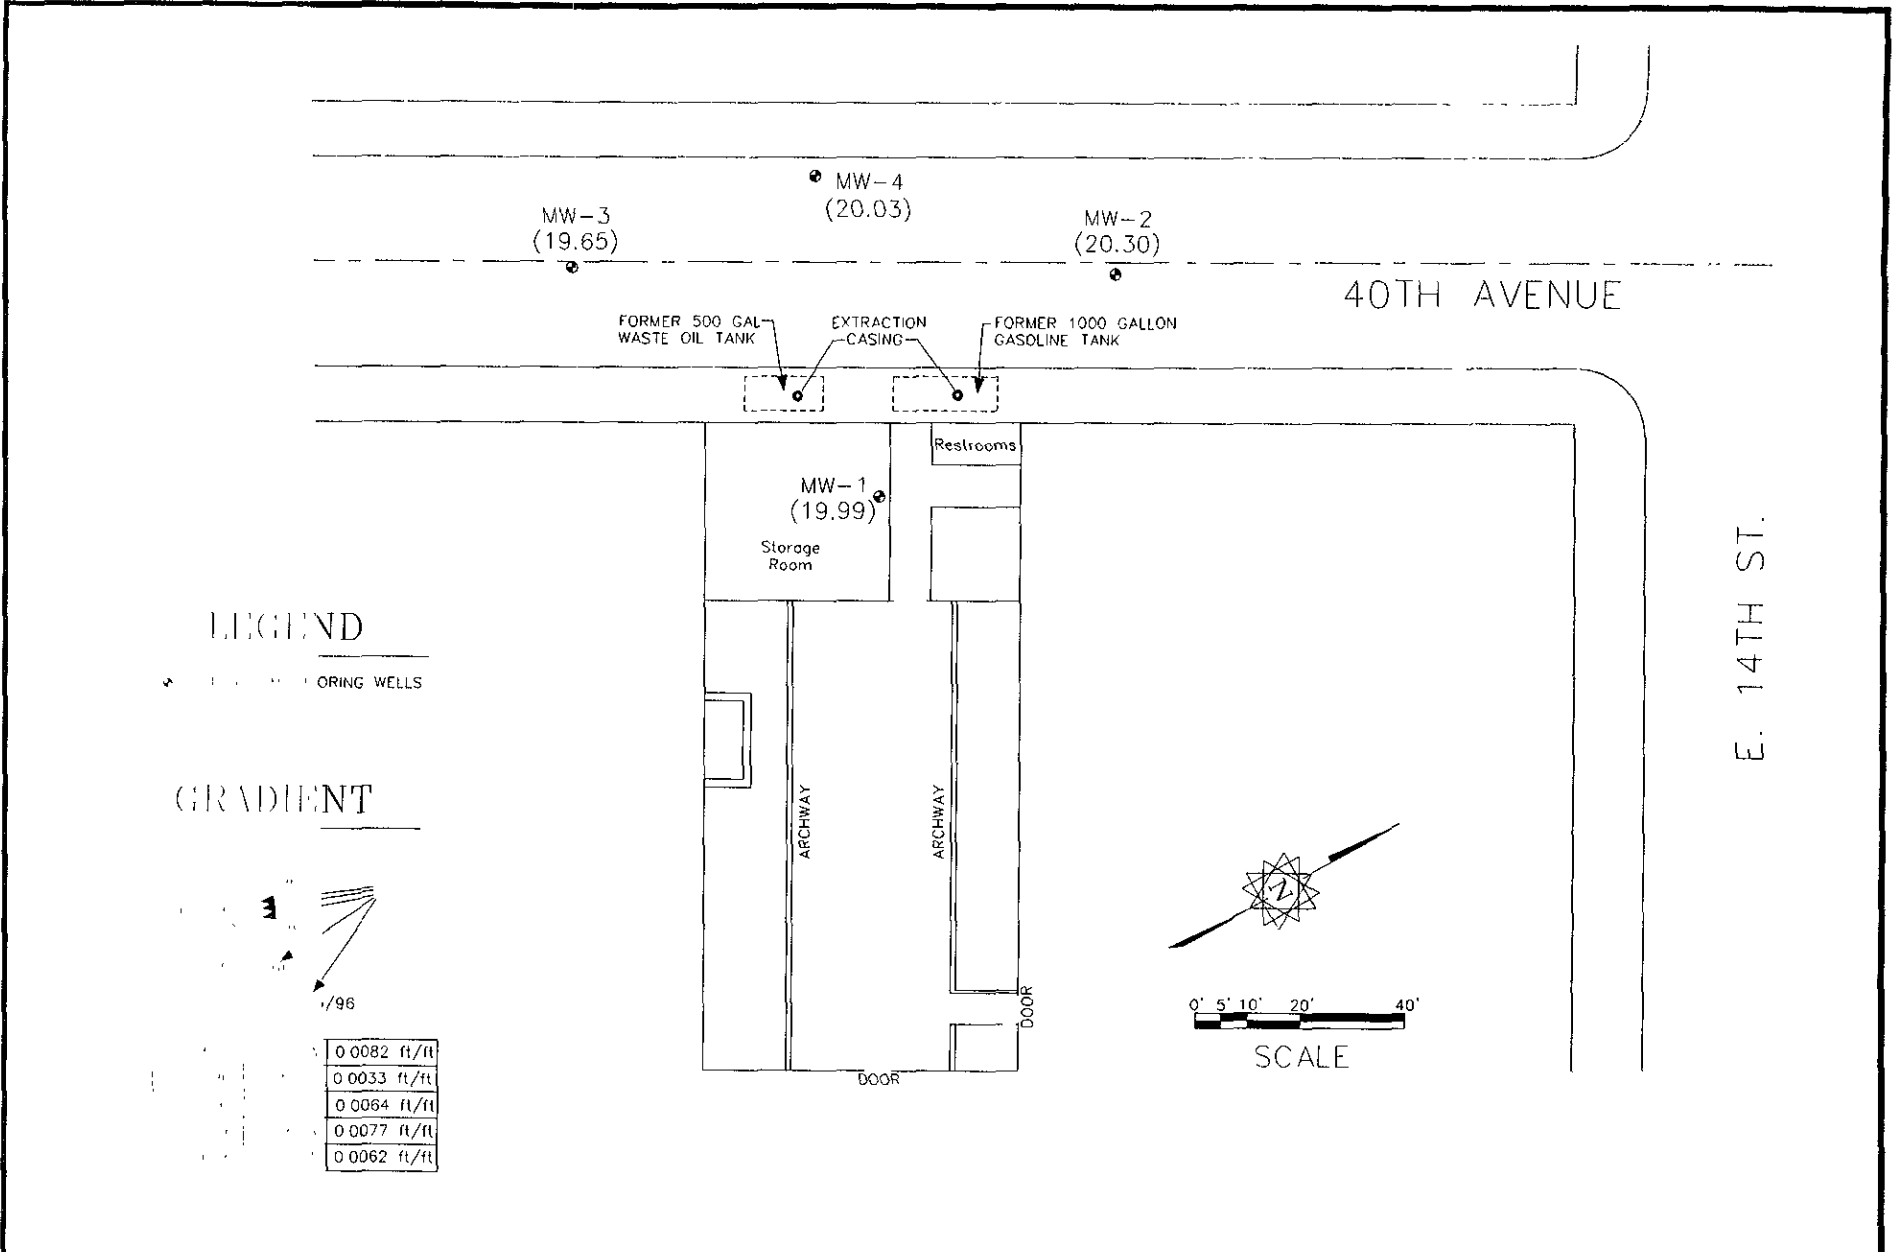 MW-4
(20.03)
MW-3
(19.65)
MW-2
(20.30)
40TH AVENUE
FORMER 500 GAL
WASTE OIL TANK
EXTRACTION
CASING
FORMER 1000 GALLON
GASOLINE TANK
Restrooms
MW-1
(19.99)
Storage
Room
E. 14TH ST.
LEGEND
ORING WELLS
GRADIENT
ARCHWAY
ARCHWAY
N
/96
DOOR
DOOR
0' 5' 10' 20' 40'
SCALE
0 0082 ft/ft
0 0033 ft/ft
0 0064 ft/ft
0 0077 ft/ft
0 0062 ft/ft